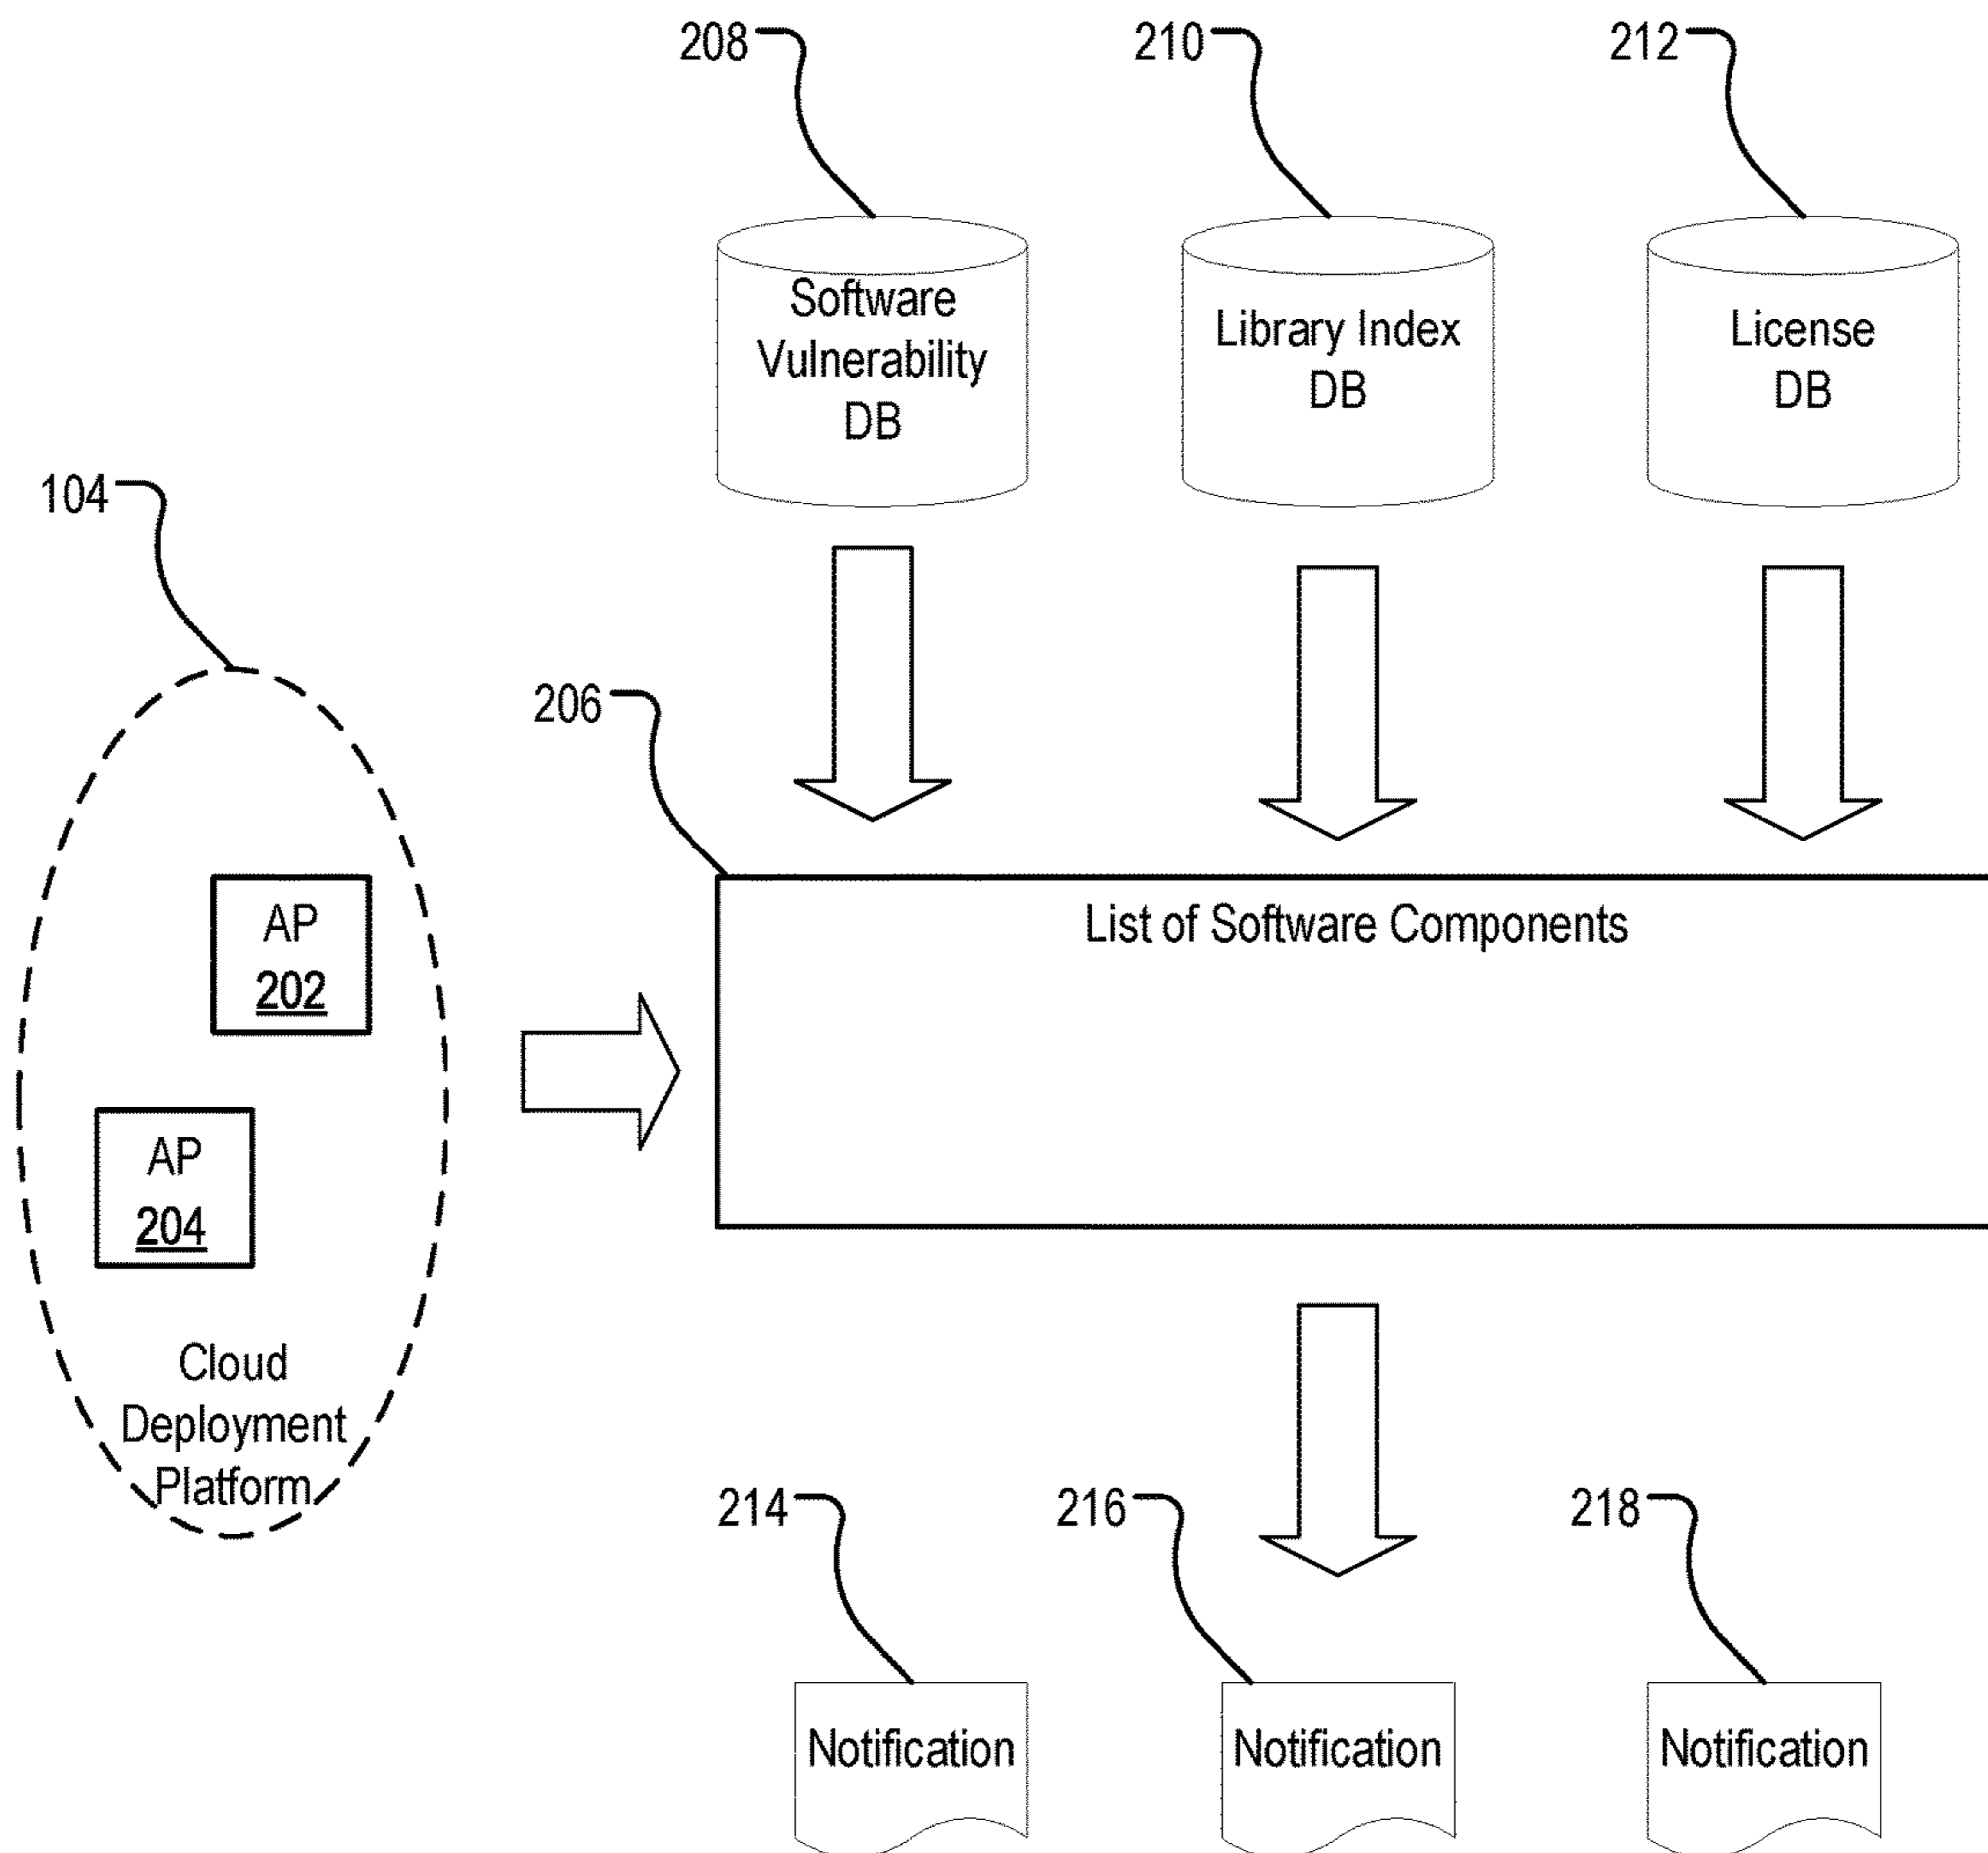 208
210
212
Software
Vulnerability
DB
Library Index
DB
License
DB
104
206
List of Software Components
AP
202
AP
204
Cloud
Deployment
Platform
214
216
218
Notification
Notification
Notification